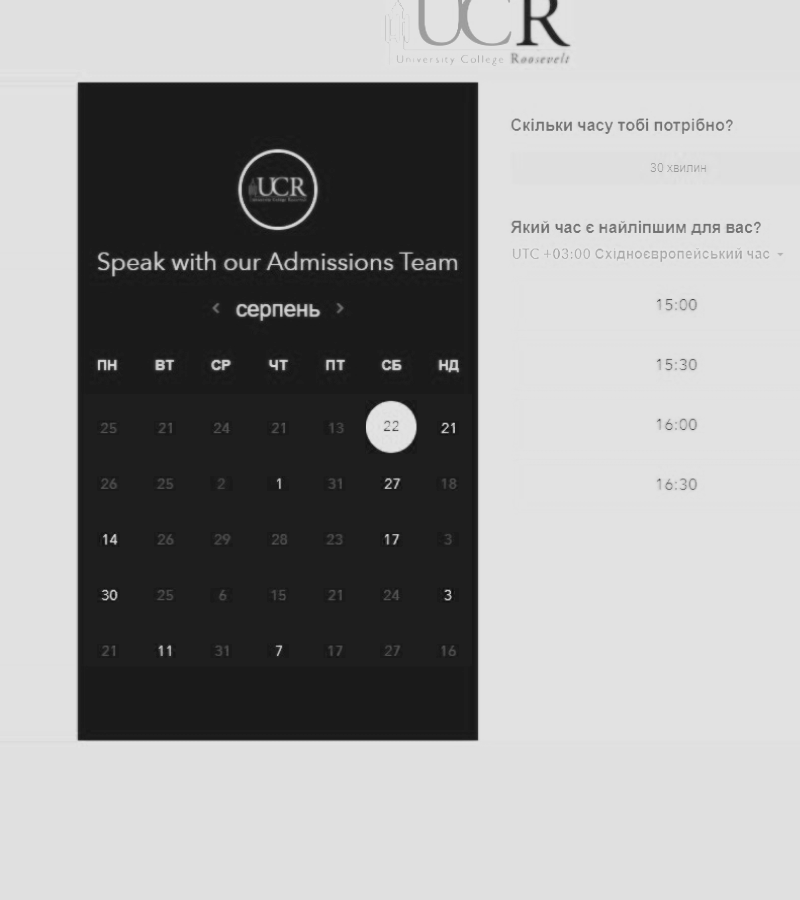 UCR
University College Roosevelt
UCR
Speak with our Admissions Team
< серпень >
ПН ВТ СР ЧТ ПТ СБ НД
25 21 24 21 13 22 21
26 25 2 1 31 27 18
14 26 29 28 23 17 3
30 25 6 15 21 24 3
21 11 31 7 17 27 16
Скільки часу тобі потрібно?
30 хвилин
Який час є найліпшим для вас?
UTC +03:00 Східноєвропейський час
15:00
15:30
16:00
16:30